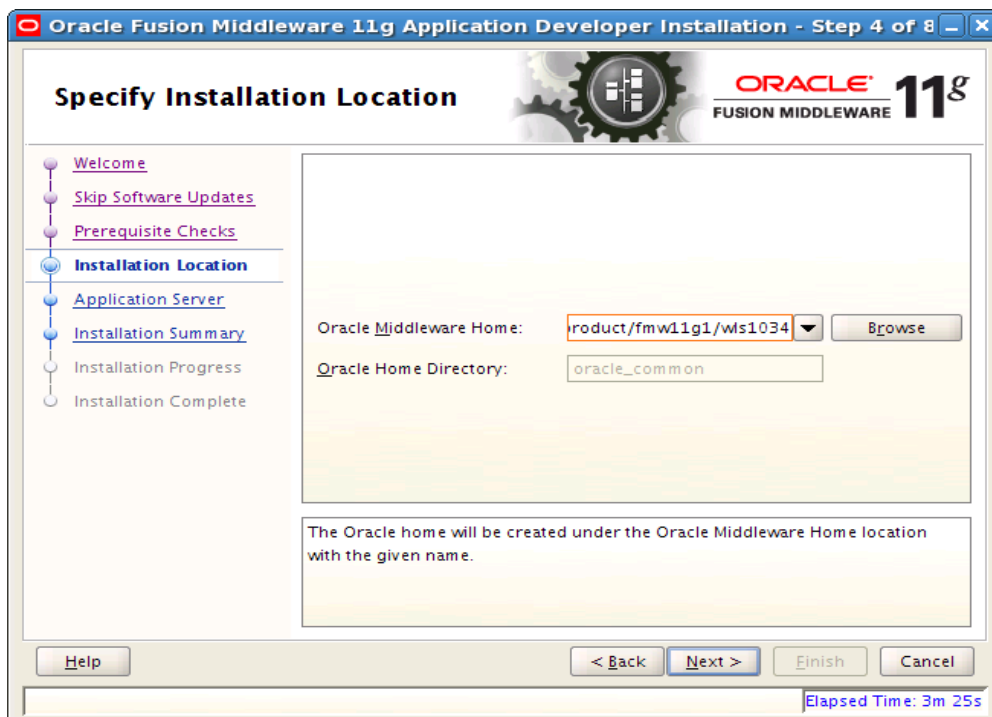 Oracle Fusion Middleware 11g Application Developer Installation - Step 4 of 8
Specify Installation Location
ORACLE
FUSION MIDDLEWARE
11g
Welcome
Skip Software Updates
Prerequisite Checks
Installation Location
Application Server
Installation Summary
Installation Progress
Installation Complete
Oracle Middleware Home:
roduct/fmw11g1/wls1034
Browse
Oracle Home Directory:
oracle_common
The Oracle home will be created under the Oracle Middleware Home location
with the given name.
Help
< Back
Next >
Finish
Cancel
Elapsed Time: 3m 25s